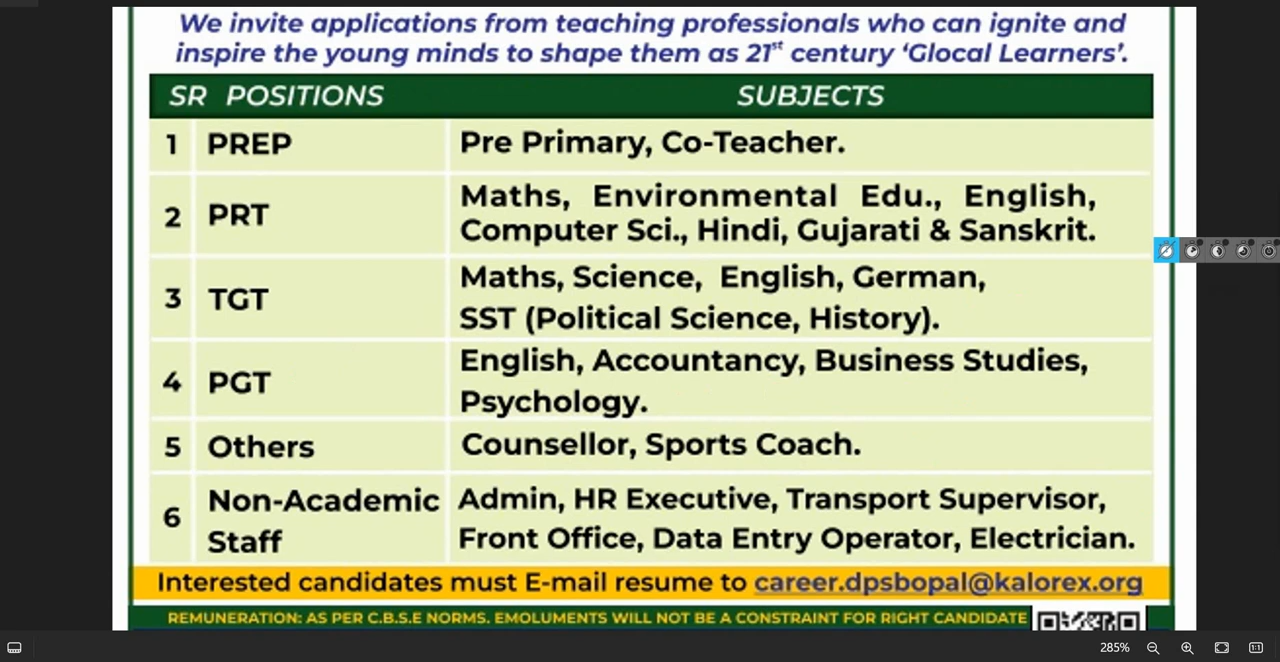 We invite applications from teaching professionals who can ignite and
inspire the young minds to shape them as 21st century ‘Glocal Learners’.
SR POSITIONS SUBJECTS
1 PREP Pre Primary, Co-Teacher.
2 PRT Maths, Environmental Edu., English,
Computer Sci., Hindi, Gujarati & Sanskrit.
3 TGT Maths, Science, English, German,
SST (Political Science, History).
4 PGT English, Accountancy, Business Studies,
Psychology.
5 Others Counsellor, Sports Coach.
6 Non-Academic Staff Admin, HR Executive, Transport Supervisor,
Front Office, Data Entry Operator, Electrician.
Interested candidates must E-mail resume to career.dpsbopal@kalorex.org
REMUNERATION: AS PER C.B.S.E NORMS. EMOLUMENTS WILL NOT BE A CONSTRAINT FOR RIGHT CANDIDATE
285%
1:1